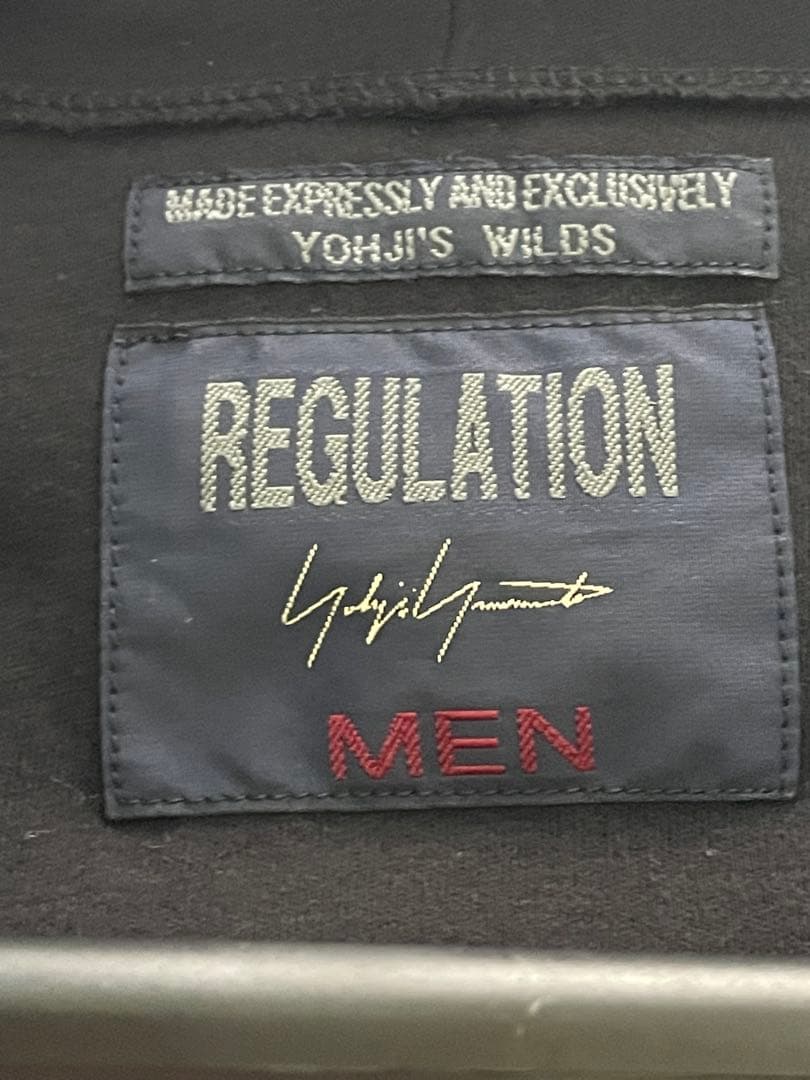 MADE EXPRESSLY AND EXCLUSIVELY
YOHJI'S WILDS
REGULATION
Yohji Yamamoto
MEN